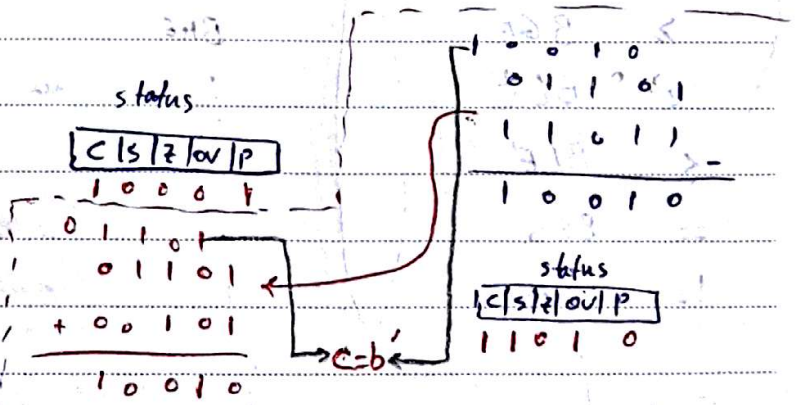 status
C|S|Z|OV|P
1 0 0 0 1
0 1 1 0 1
0 1 1 0 1
+ 0 0 1 0 1
1 0 0 1 0
C=b'
1 0 0 1 0
0 1 1 0 1
1 1 0 1 1
-
1 0 0 1 0
status
C|S|Z|OV|P
1 1 0 1 0